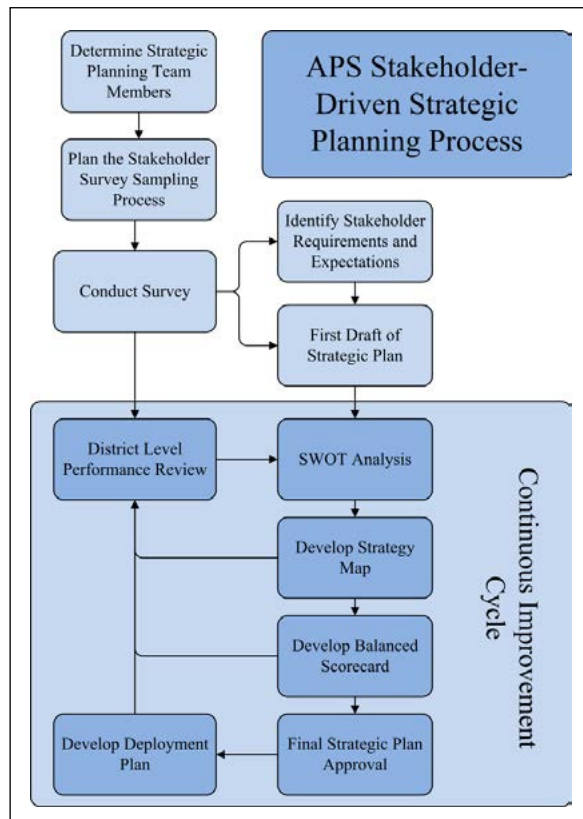 Determine Strategic
Planning Team
Members
APS Stakeholder-
Driven Strategic
Planning Process
Plan the Stakeholder
Survey Sampling
Process
Identify Stakeholder
Requirements and
Expectations
Conduct Survey
First Draft of
Strategic Plan
District Level
Performance Review
SWOT Analysis
Develop Strategy
Map
Develop Balanced
Scorecard
Develop Deployment
Plan
Final Strategic Plan
Approval
Continuous Improvement
Cycle